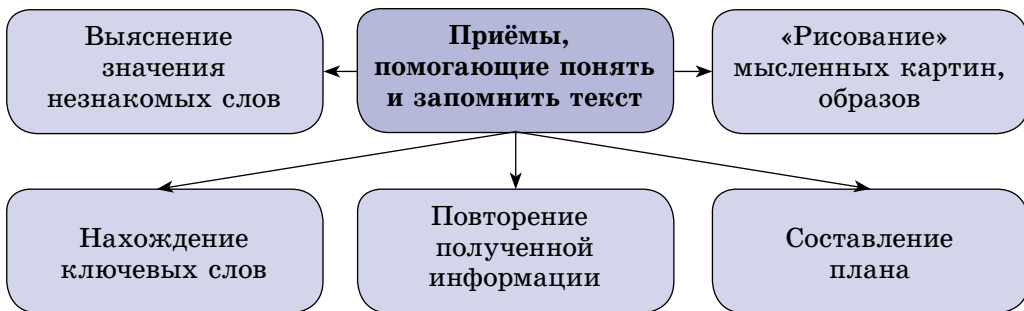 Выяснение
значения
незнакомых слов
Приёмы,
помогающие понять
и запомнить текст
«Рисование»
мысленных картин,
образов
Нахождение
ключевых слов
Повторение
полученной
информации
Составление
плана